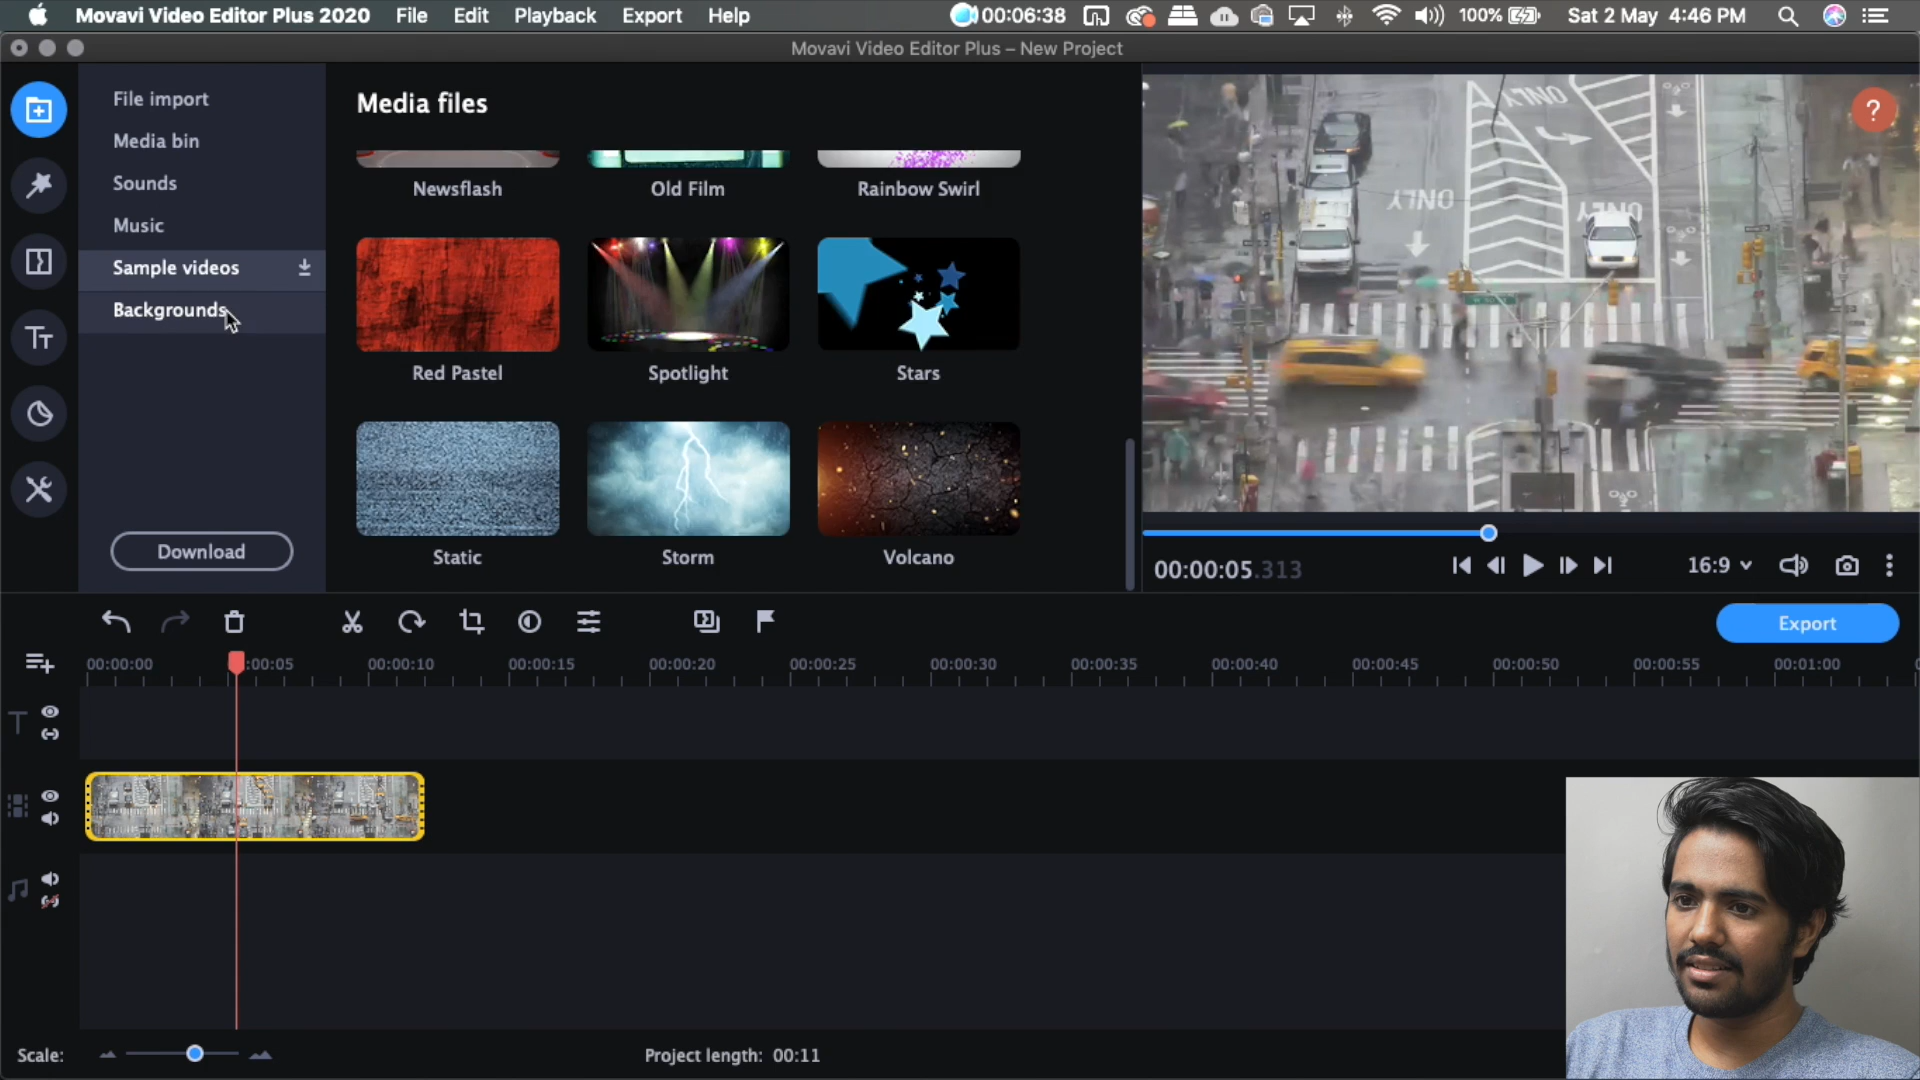 Movavi Video Editor Plus 2020 File Edit Playback Export Help 00:06:38 100% Sat 2 May 4:46 PM
Movavi Video Editor Plus – New Project
File import
Media bin
Sounds
Music
Sample videos
Backgrounds
Download
Media files
Newsflash Old Film Rainbow Swirl
Red Pastel Spotlight Stars
Static Storm Volcano
ONLY
ONLY
ONLY
?
00:00:05.313
16:9
Export
00:00:00 :00:05 00:00:10 00:00:15 00:00:20 00:00:25 00:00:30 00:00:35 00:00:40 00:00:45 00:00:50 00:00:55 00:01:00
Scale:
Project length: 00:11